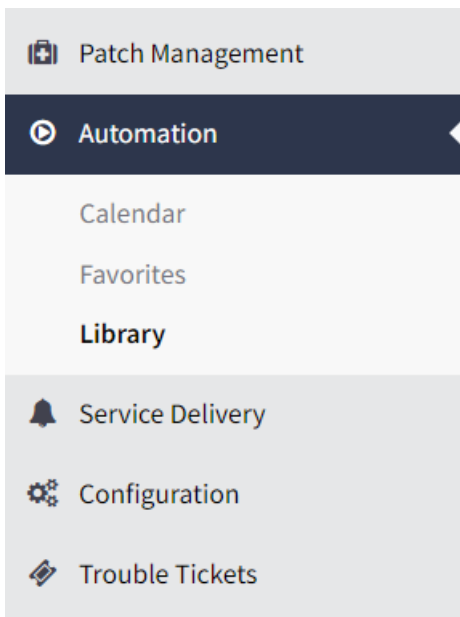 Patch Management
Automation
Calendar
Favorites
Library
Service Delivery
Configuration
Trouble Tickets